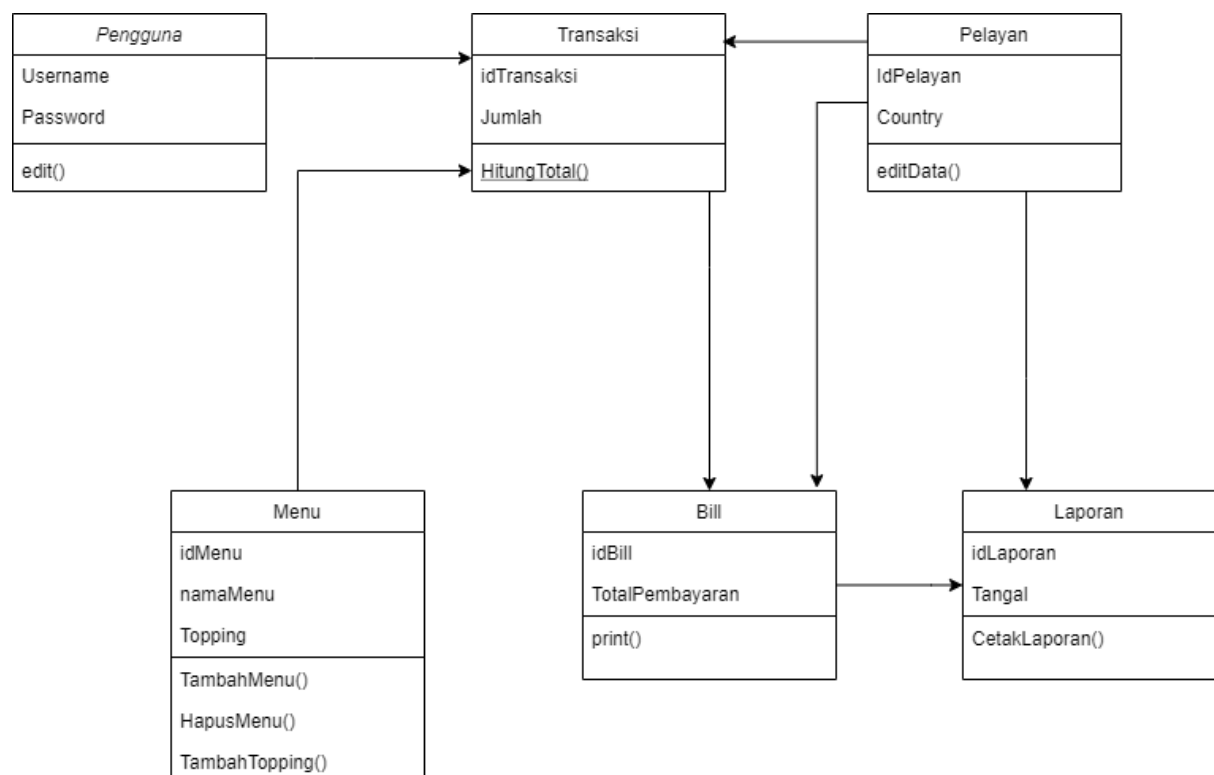 Pengguna
Username
Password
edit()
Transaksi
idTransaksi
Jumlah
HitungTotal()
Pelayan
IdPelayan
Country
editData()
Menu
idMenu
namaMenu
Topping
TambahMenu()
HapusMenu()
TambahTopping()
Bill
idBill
TotalPembayaran
print()
Laporan
idLaporan
Tangal
CetakLaporan()